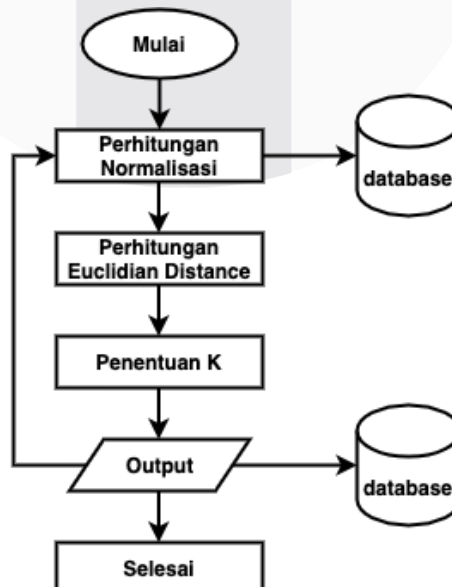 Mulai
Perhitungan
Normalisasi
database
Perhitungan
Euclidian Distance
Penentuan K
Output
database
Selesai